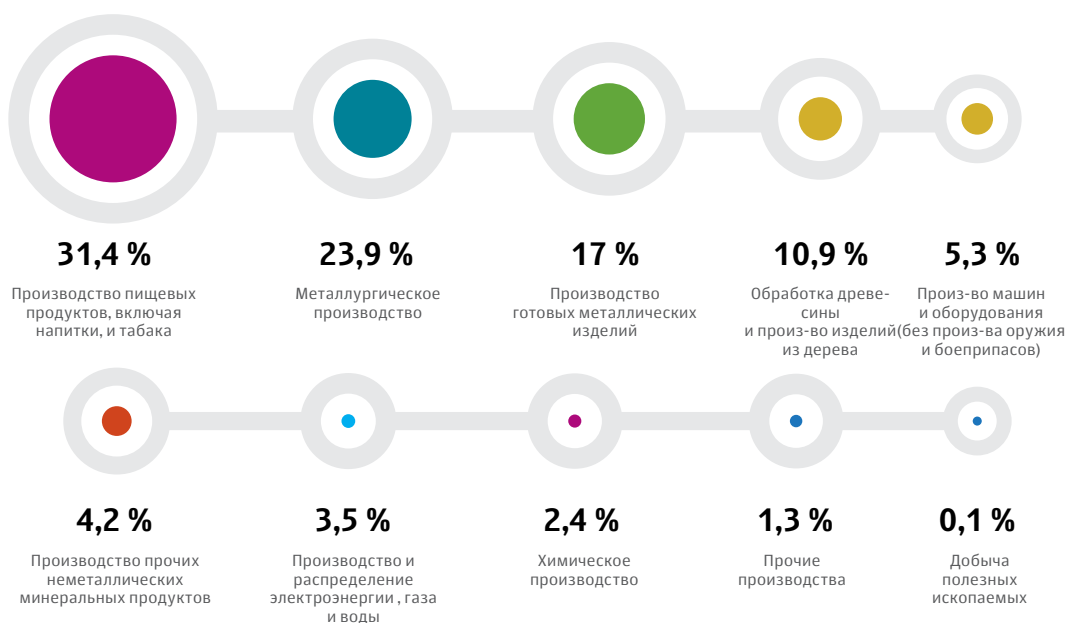 31,4 %
Производство пищевых
продуктов, включая
напитки, и табака
23,9 %
Металлургическое
производство
17 %
Производство
готовых металлических
изделий
10,9 %
Обработка древе-
сины
и произ-во изделий
из дерева
5,3 %
Произ-во машин
и оборудования
(без произ-ва оружия
и боеприпасов)
4,2 %
Производство прочих
неметаллических
минеральных продуктов
3,5 %
Производство и
распределение
электроэнергии , газа
и воды
2,4 %
Химическое
производство
1,3 %
Прочие
производства
0,1 %
Добыча
полезных
ископаемых